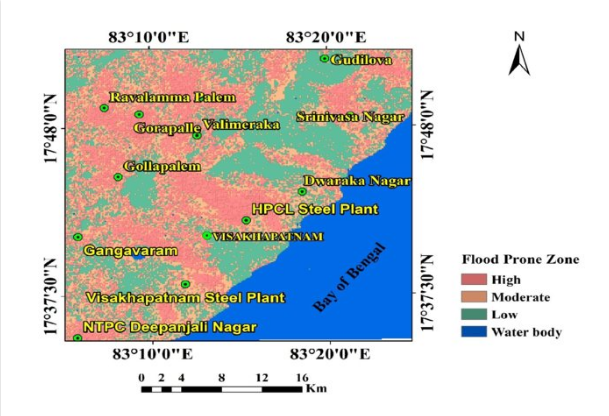 83°10'0"E 83°20'0"E
N
Gudilova
Ravalamma Palem
Gorapalle Valimeraka
Srinivasa Nagar
17°48'0"N 17°48'0"N
Gollapalem
Dwaraka Nagar
HPCL Steel Plant
VISAKHAPATNAM
Gangavaram
Bay of Bengal
Visakhapatnam Steel Plant
17°37'30"N 17°37'30"N
NTPC Deepanjali Nagar
83°10'0"E 83°20'0"E
Flood Prone Zone
High
Moderate
Low
Water body
0 2 4 8 12 16
Km